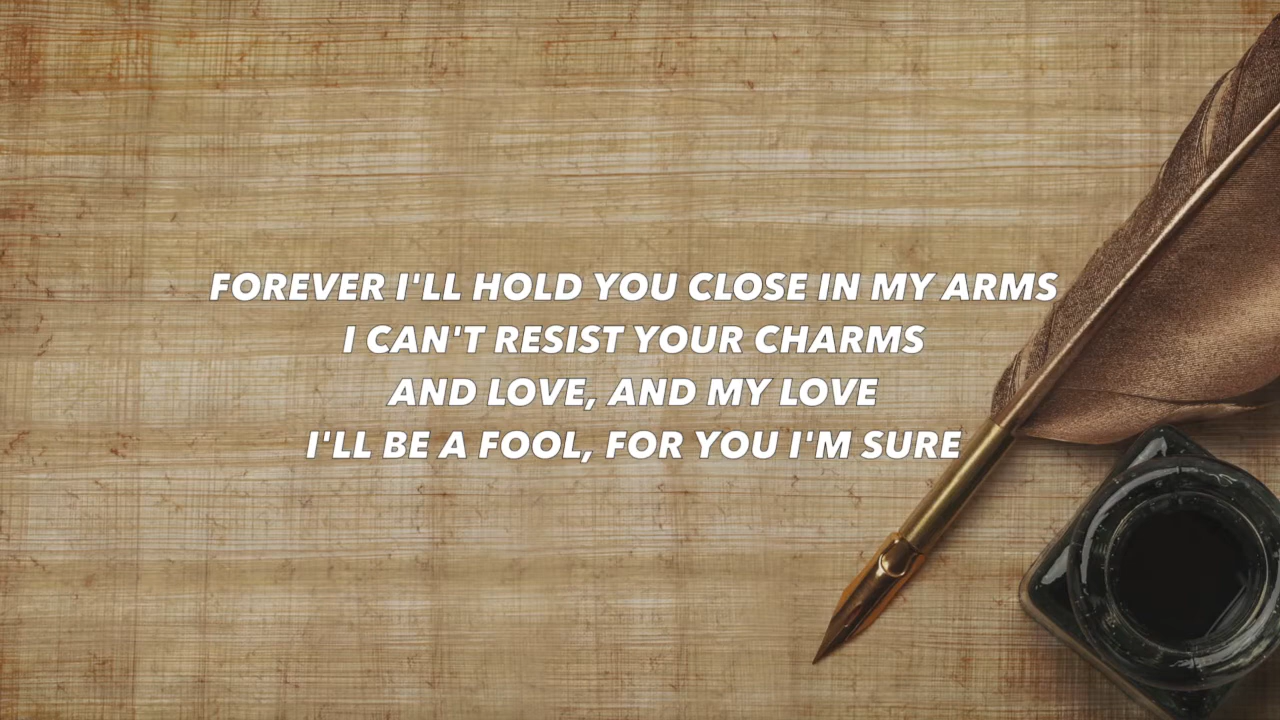 FOREVER I'LL HOLD YOU CLOSE IN MY ARMS
I CAN'T RESIST YOUR CHARMS
AND LOVE, AND MY LOVE
I'LL BE A FOOL, FOR YOU I'M SURE